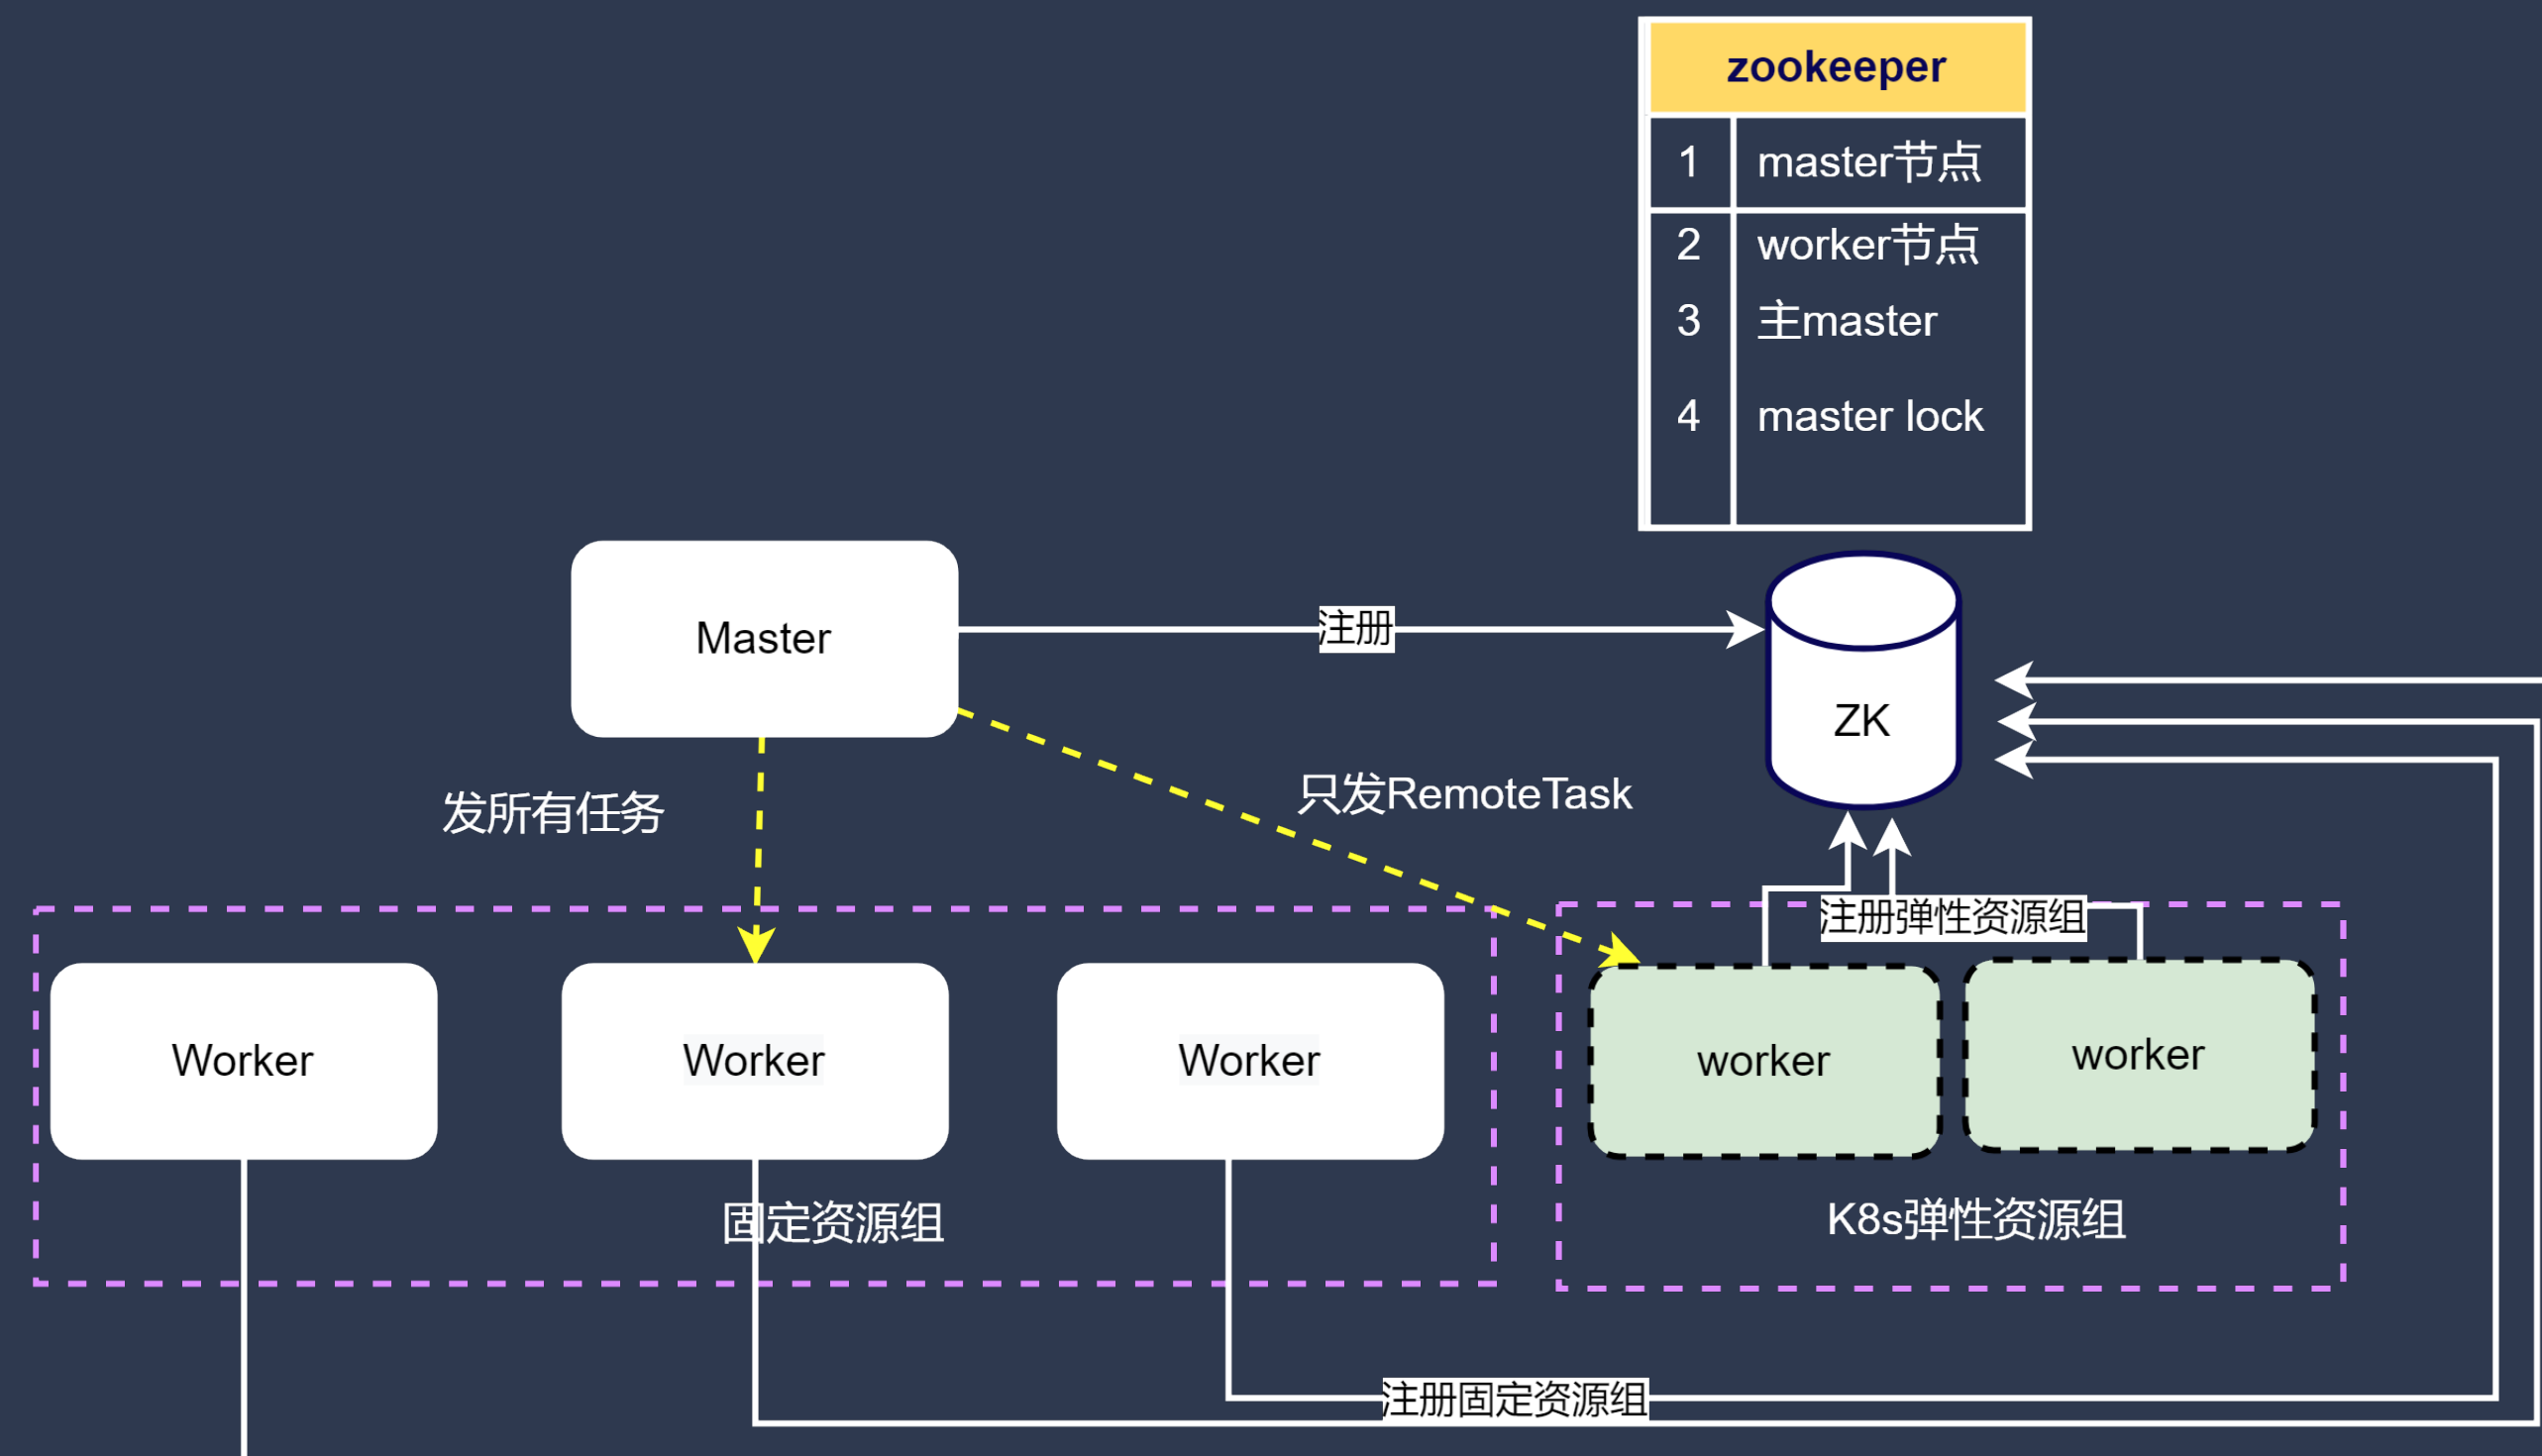 zookeeper
1 master节点
2 worker节点
3 主master
4 master lock
Master
注册
ZK
发所有任务
只发RemoteTask
注册弹性资源组
Worker
Worker
Worker
worker
worker
固定资源组
K8s弹性资源组
注册固定资源组